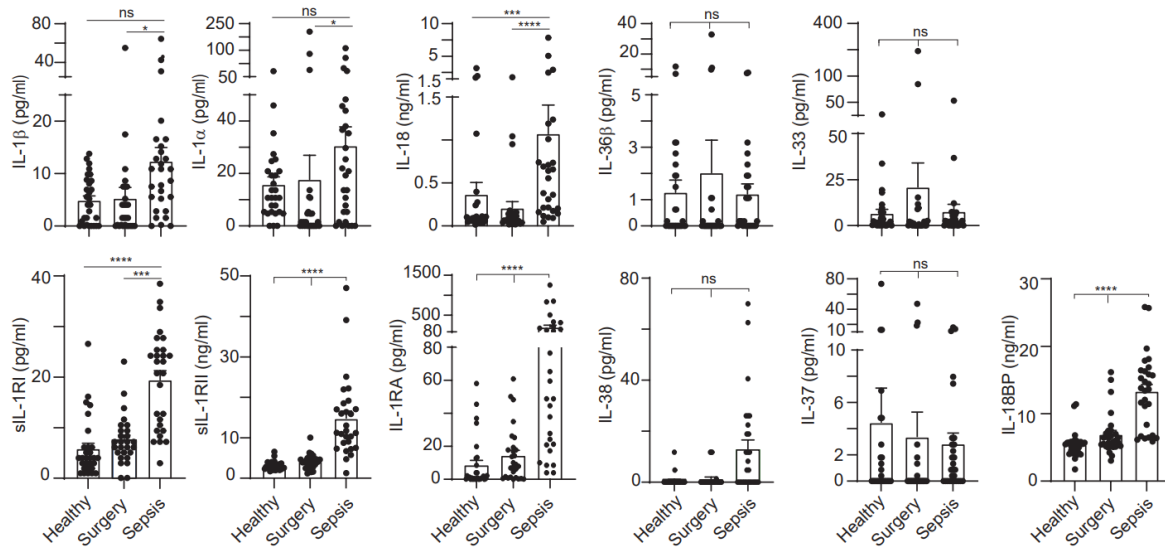 ns
*
80
60
40
20
10
0
IL-1β (pg/ml)
ns
*
250
150
50
40
20
0
IL-1α (pg/ml)
***
****
10
5
1.5
1.5
1
0.5
0
IL-18 (ng/ml)
ns
40
20
5
3
1
0
IL-36β (pg/ml)
ns
400
100
50
50
25
0
IL-33 (pg/ml)
****
***
40
20
0
sIL-1RI (pg/ml)
Healthy
Surgery
Sepsis
****
50
30
10
0
sIL-1RII (ng/ml)
Healthy
Surgery
Sepsis
****
1500
500
80
80
60
40
20
0
IL-1RA (pg/ml)
Healthy
Surgery
Sepsis
ns
80
40
0
IL-38 (pg/ml)
Healthy
Surgery
Sepsis
ns
80
60
40
10
6
4
2
0
IL-37 (pg/ml)
Healthy
Surgery
Sepsis
****
30
20
10
0
IL-18BP (ng/ml)
Healthy
Surgery
Sepsis